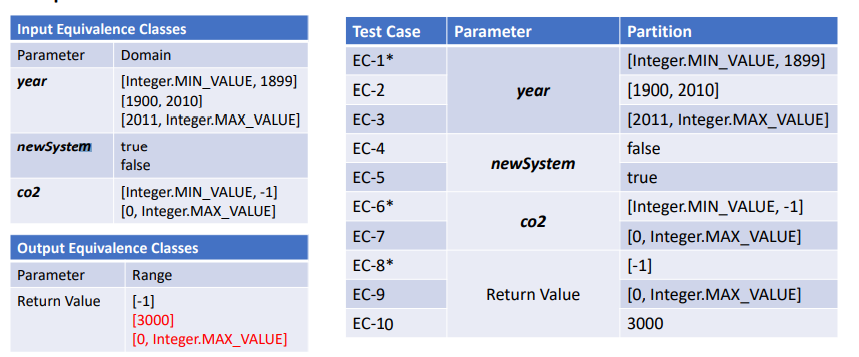 Input Equivalence Classes
Parameter Domain
year [Integer.MIN_VALUE, 1899]
[1900, 2010]
[2011, Integer.MAX_VALUE]
newSystem true
false
co2 [Integer.MIN_VALUE, -1]
[0, Integer.MAX_VALUE]
Output Equivalence Classes
Parameter Range
Return Value [-1]
[3000]
[0, Integer.MAX_VALUE]
Test Case Parameter Partition
EC-1* year [Integer.MIN_VALUE, 1899]
EC-2 [1900, 2010]
EC-3 [2011, Integer.MAX_VALUE]
EC-4 newSystem false
EC-5 true
EC-6* co2 [Integer.MIN_VALUE, -1]
EC-7 [0, Integer.MAX_VALUE]
EC-8* Return Value [-1]
EC-9 [0, Integer.MAX_VALUE]
EC-10 3000